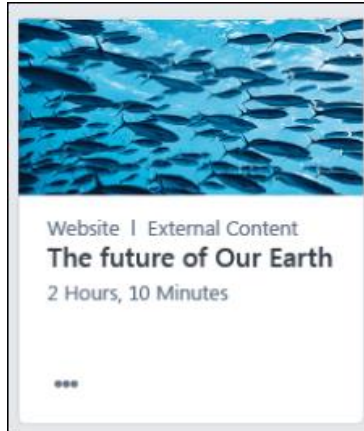 Website | External Content
The future of Our Earth
2 Hours, 10 Minutes